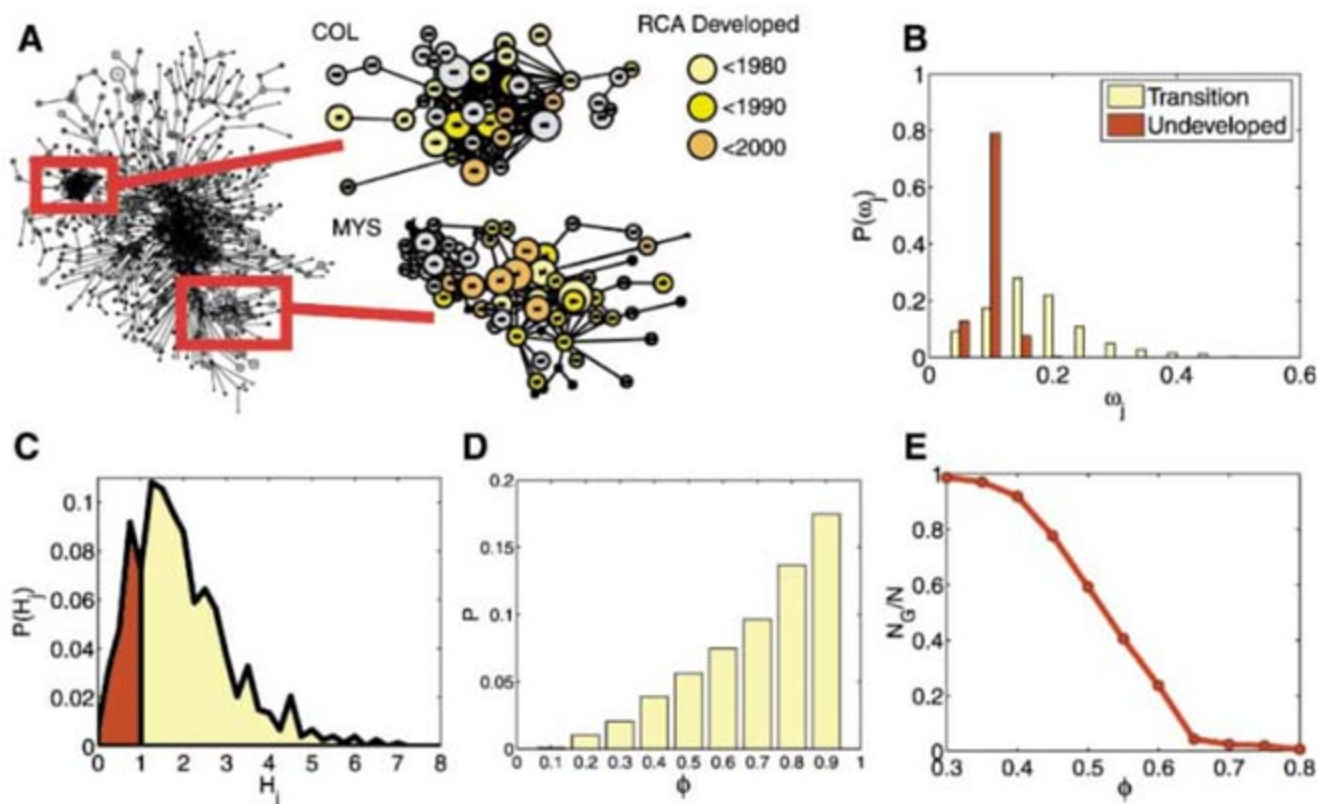 A
COL
RCA Developed
<1980
<1990
<2000
MYS
B
P(ωj)
1
0.8
0.6
0.4
0.2
0
Transition
Undeveloped
0 0.2 0.4 0.6
ωj
C
P(Hj)
0.1
0.08
0.06
0.04
0.02
0
0 1 2 3 4 5 6 7 8
Hj
D
P
0.2
0.15
0.1
0.05
0
0 0.1 0.2 0.3 0.4 0.5 0.6 0.7 0.8 0.9 1
ϕ
E
NG/N
1
0.8
0.6
0.4
0.2
0
0.3 0.4 0.5 0.6 0.7 0.8
ϕ